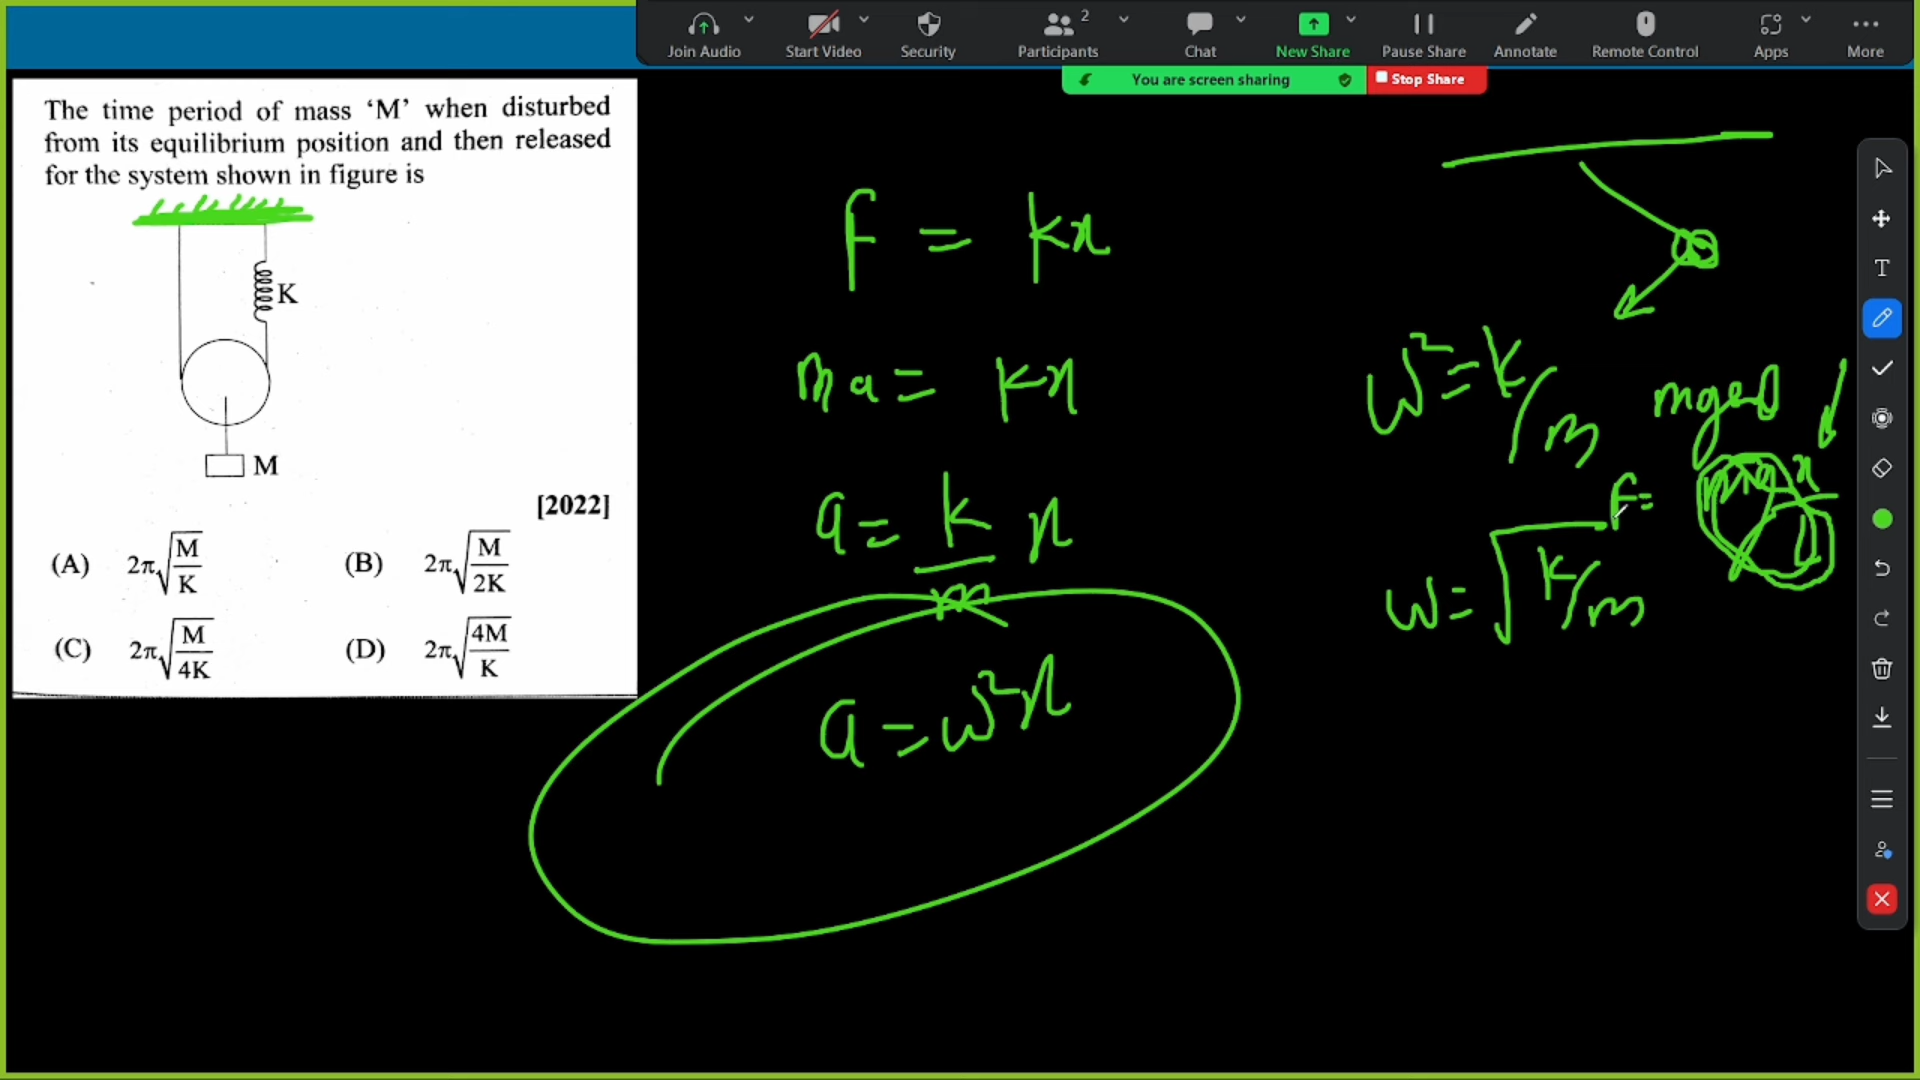 Join Audio
Start Video
Security
Participants
2
Chat
New Share
Pause Share
Annotate
Remote Control
Apps
More
You are screen sharing
Stop Share
The time period of mass ‘M’ when disturbed
from its equilibrium position and then released
for the system shown in figure is
K
M
[2022]
(A) 2π√(M/K)
(B) 2π√(M/2K)
(C) 2π√(M/4K)
(D) 2π√(4M/K)
F = kx
ma = kx
a = k/m x
a = ω²x
ω² = k/m
ω = √(k/m)
F =
T